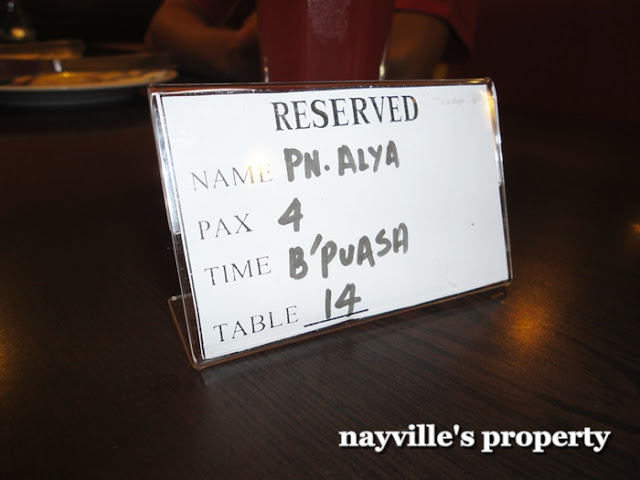 RESERVED
NAME PN. ALYA
PAX 4
TIME B'PUASA
TABLE 14
nayville's property